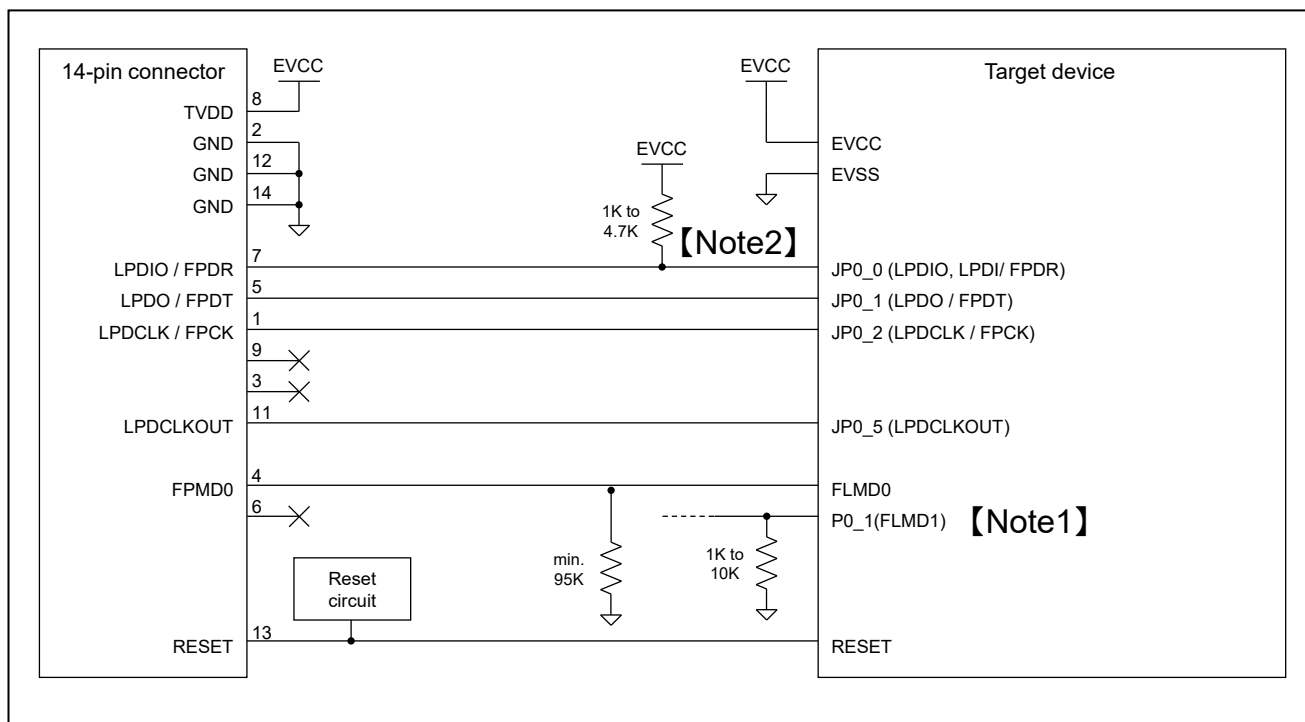 14-pin connector
EVCC
EVCC
Target device
8
TVDD
2
GND
EVCC
EVCC
12
GND
EVSS
14
GND
1K to
4.7K
【Note2】
7
LPDIO / FPDR
JP0_0 (LPDIO, LPDI/ FPDR)
5
LPDO / FPDT
JP0_1 (LPDO / FPDT)
1
LPDCLK / FPCK
JP0_2 (LPDCLK / FPCK)
9
3
11
LPDCLKOUT
JP0_5 (LPDCLKOUT)
4
FPMD0
FLMD0
6
P0_1(FLMD1)
【Note1】
min.
95K
1K to
10K
Reset
circuit
13
RESET
RESET